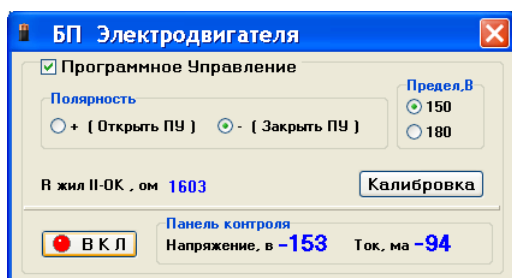 БП Электродвигателя
Программное Управление
Полярность
+ ( Открыть ПУ ) - ( Закрыть ПУ )
Предел,В
150
180
R жил II-ОК , ом 1603
Калибровка
В К Л
Панель контроля
Напряжение, в -153 Ток, ма -94